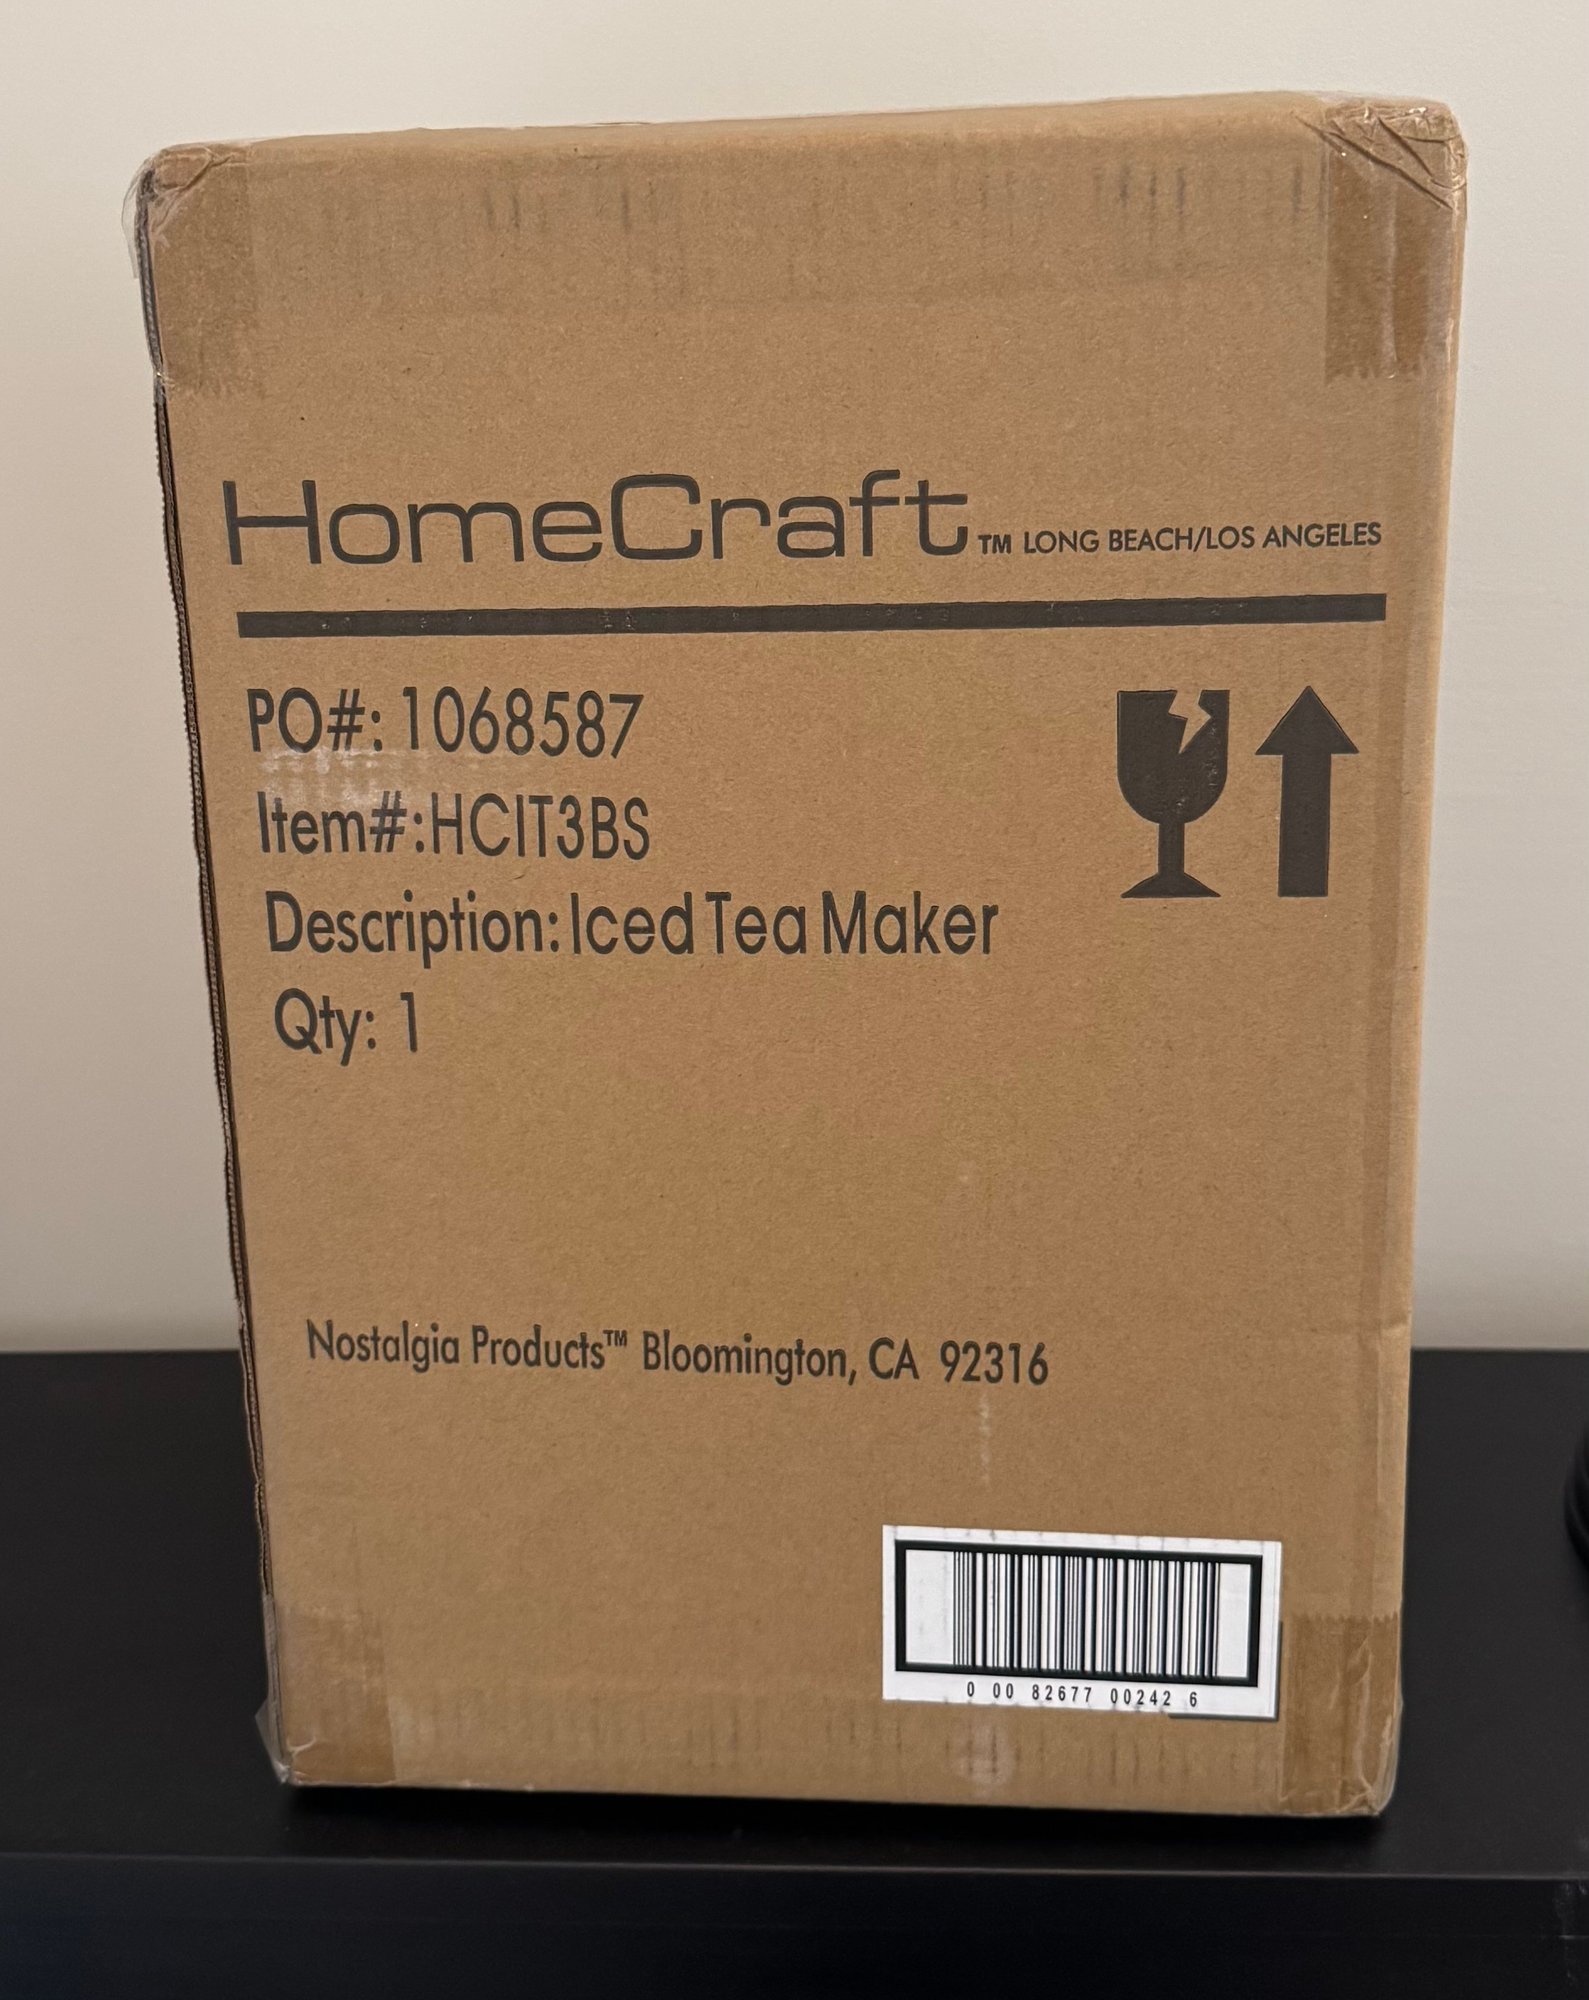 HomeCraft™ LONG BEACH/LOS ANGELES
PO#: 1068587
Item#:HCIT3BS
Description: Iced Tea Maker
Qty: 1
Nostalgia Products™ Bloomington, CA 92316
0 00 82677 00242 6